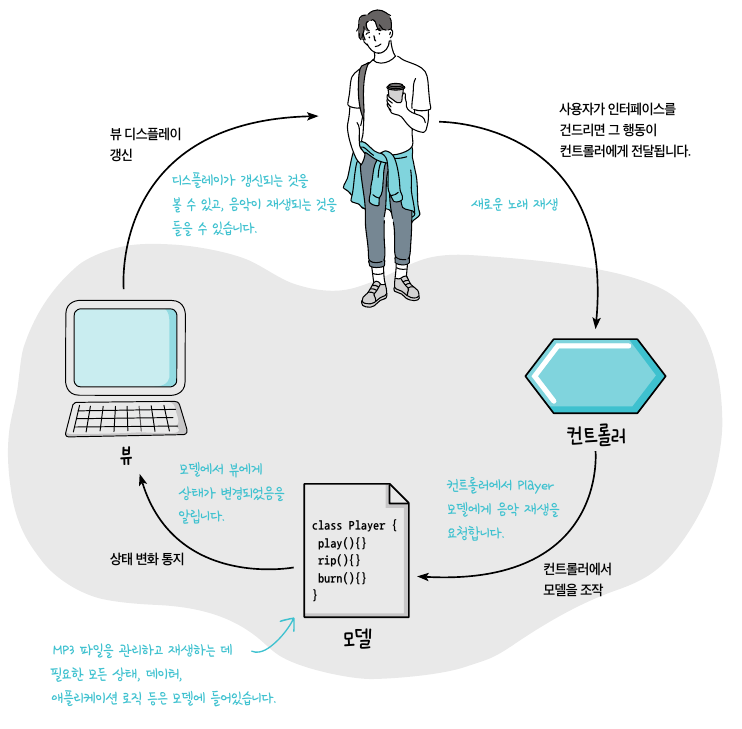 뷰 디스플레이
갱신
디스플레이가 갱신되는 것을
볼 수 있고, 음악이 재생되는 것을
들을 수 있습니다.
사용자가 인터페이스를
건드리면 그 행동이
컨트롤러에게 전달됩니다.
새로운 노래 재생
컨트롤러
뷰
모델에서 뷰에게
상태가 변경되었음을
알립니다.
상태 변화 통지
컨트롤러에서 Player
모델에게 음악 재생을
요청합니다.
컨트롤러에서
모델을 조작
class Player {
play(){}
rip(){}
burn(){}
}
모델
MP3 파일을 관리하고 재생하는 데
필요한 모든 상태, 데이터,
애플리케이션 로직 등은 모델에 들어있습니다.